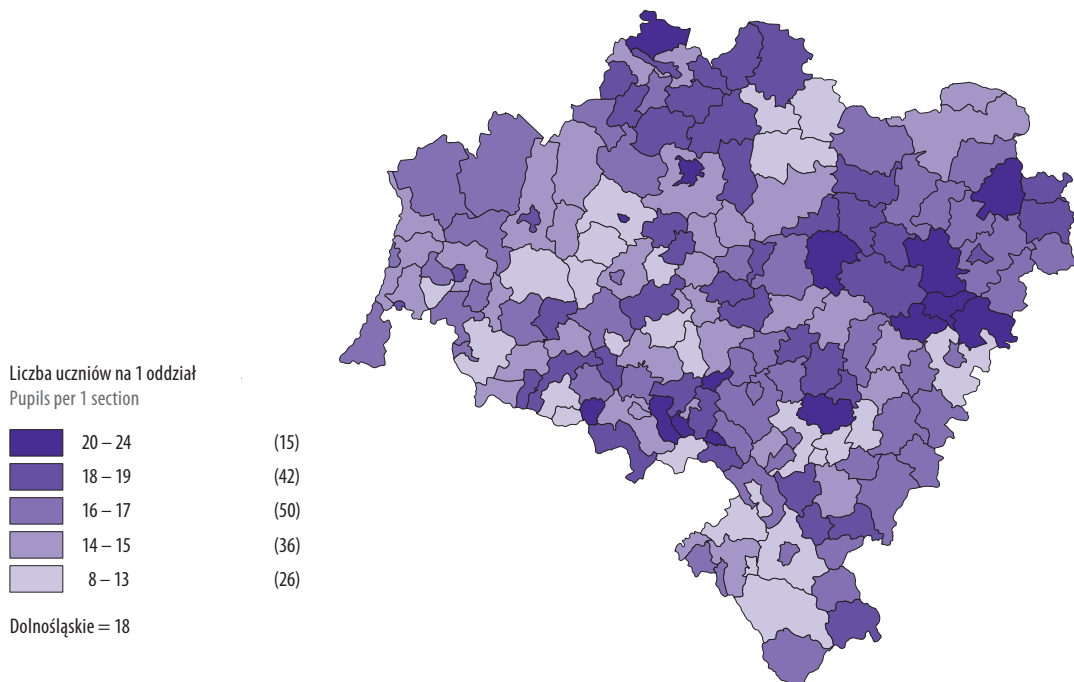 Liczba uczniów na 1 oddział
Pupils per 1 section
20 – 24 (15)
18 – 19 (42)
16 – 17 (50)
14 – 15 (36)
8 – 13 (26)
Dolnośląskie = 18